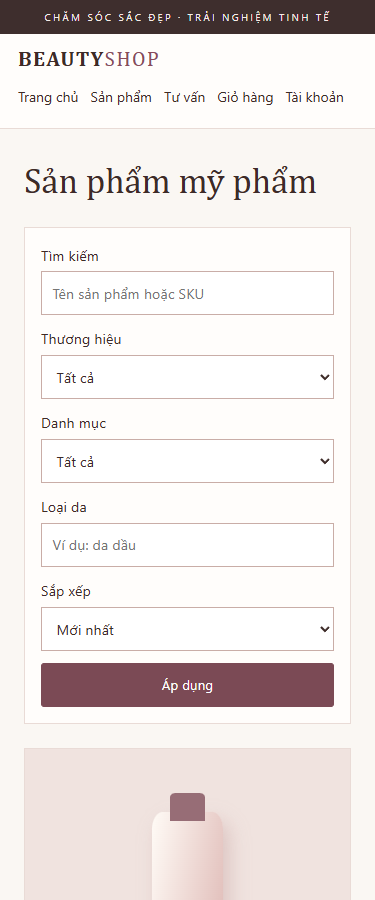 CHĂM SÓC SẮC ĐẸP · TRẢI NGHIỆM TINH TẾ
BEAUTYSHOP
Trang chủ Sản phẩm Tư vấn Giỏ hàng Tài khoản
Sản phẩm mỹ phẩm
Tìm kiếm
Tên sản phẩm hoặc SKU
Thương hiệu
Tất cả
Danh mục
Tất cả
Loại da
Ví dụ: da dầu
Sắp xếp
Mới nhất
Áp dụng